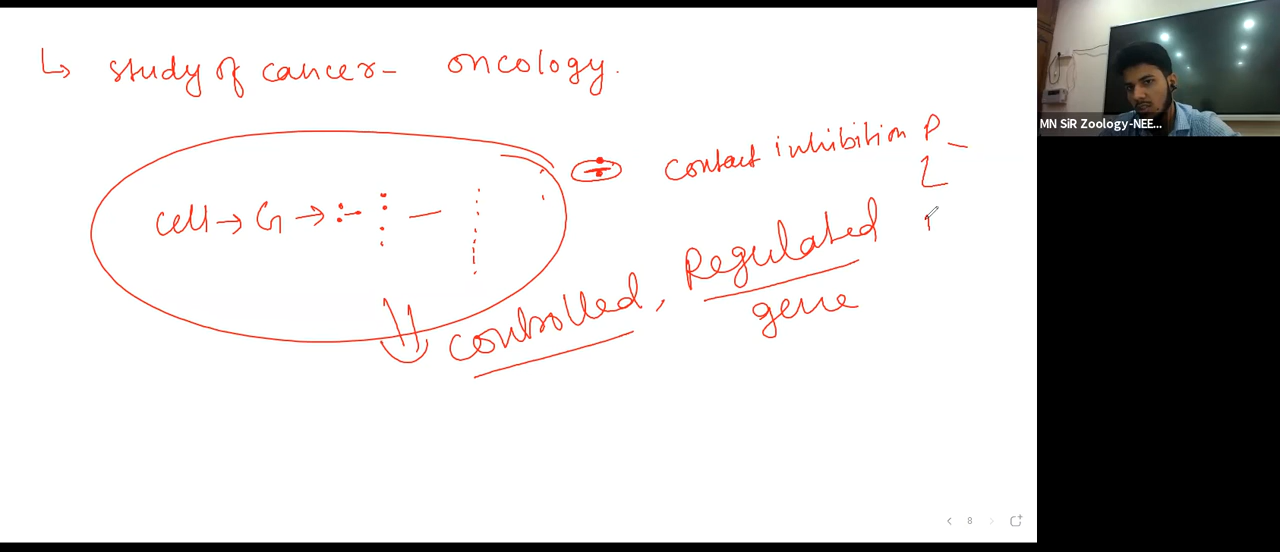 ↳ study of cancer- oncology.
contact inhibition P
cell → G →
controlled, Regulated
gene
MN SiR Zoology-NEE...
8